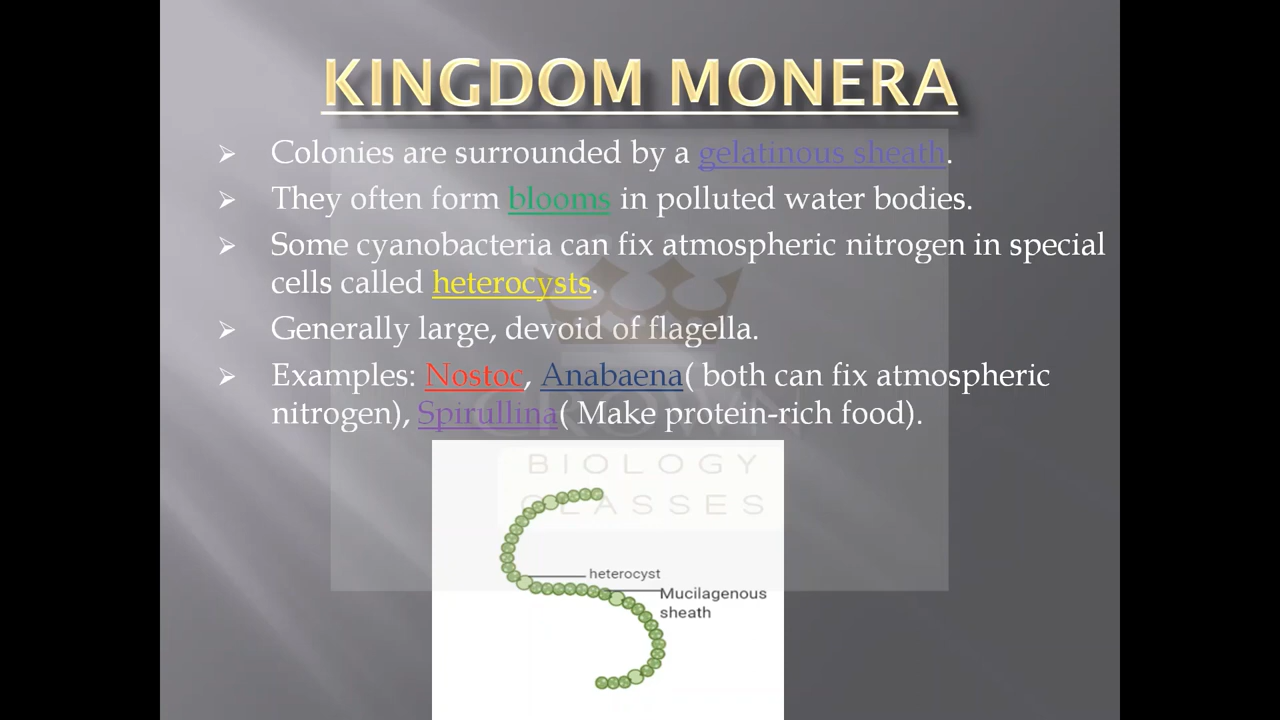 KINGDOM MONERA
Colonies are surrounded by a gelatinous sheath.
They often form blooms in polluted water bodies.
Some cyanobacteria can fix atmospheric nitrogen in special
cells called heterocysts.
Generally large, devoid of flagella.
Examples: Nostoc, Anabaena( both can fix atmospheric
nitrogen), Spirullina( Make protein-rich food).
CROWN
BIOLOGY
CLASSES
heterocyst
Mucilagenous
sheath